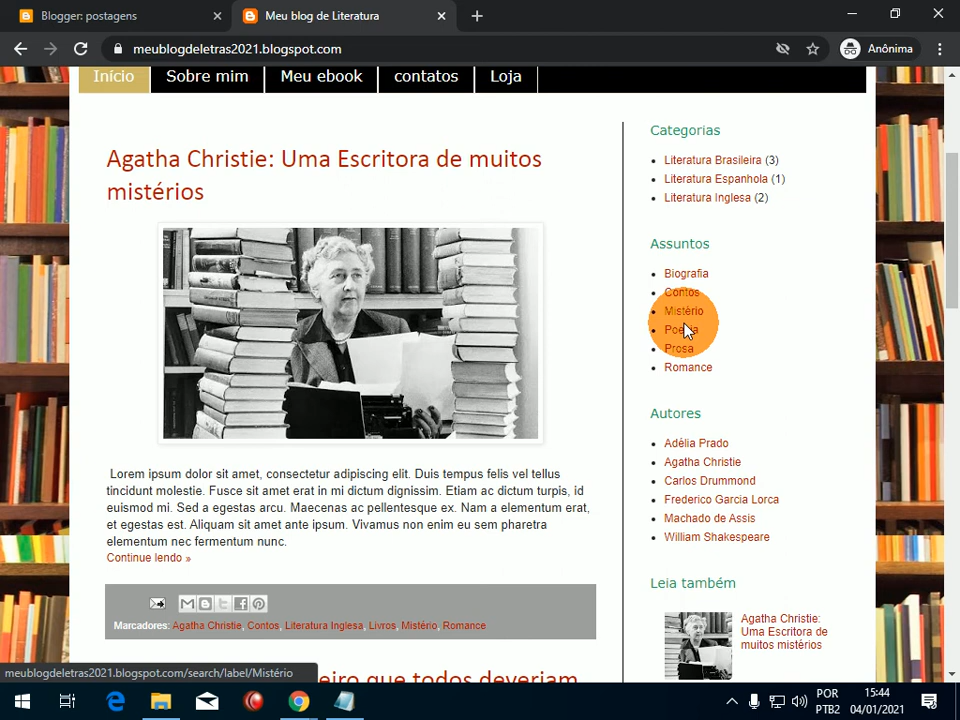 Blogger: postagens
Meu blog de Literatura
meublogdeletras2021.blogspot.com
Anônima
Início
Sobre mim
Meu ebook
contatos
Loja
Agatha Christie: Uma Escritora de muitos
mistérios
Lorem ipsum dolor sit amet, consectetur adipiscing elit. Duis tempus felis vel tellus
tincidunt molestie. Fusce sit amet erat in mi dictum dignissim. Etiam ac dictum turpis, id
euismod mi. Sed a egestas arcu. Maecenas ac pellentesque ex. Nam a elementum erat,
et egestas est. Aliquam sit amet ante ipsum. Vivamus non enim eu sem pharetra
elementum nec fermentum nunc.
Continue lendo »
Marcadores: Agatha Christie, Contos, Literatura Inglesa, Livros, Mistério, Romance
eiro que todos deveriam
Categorias
Literatura Brasileira (3)
Literatura Espanhola (1)
Literatura Inglesa (2)
Assuntos
Biografia
Contos
Mistério
Poesia
Prosa
Romance
Autores
Adélia Prado
Agatha Christie
Carlos Drummond
Frederico Garcia Lorca
Machado de Assis
William Shakespeare
Leia também
Agatha Christie:
Uma Escritora de
muitos mistérios
meublogdeletras2021.blogspot.com/search/label/Mistério
POR
PTB2
15:44
04/01/2021